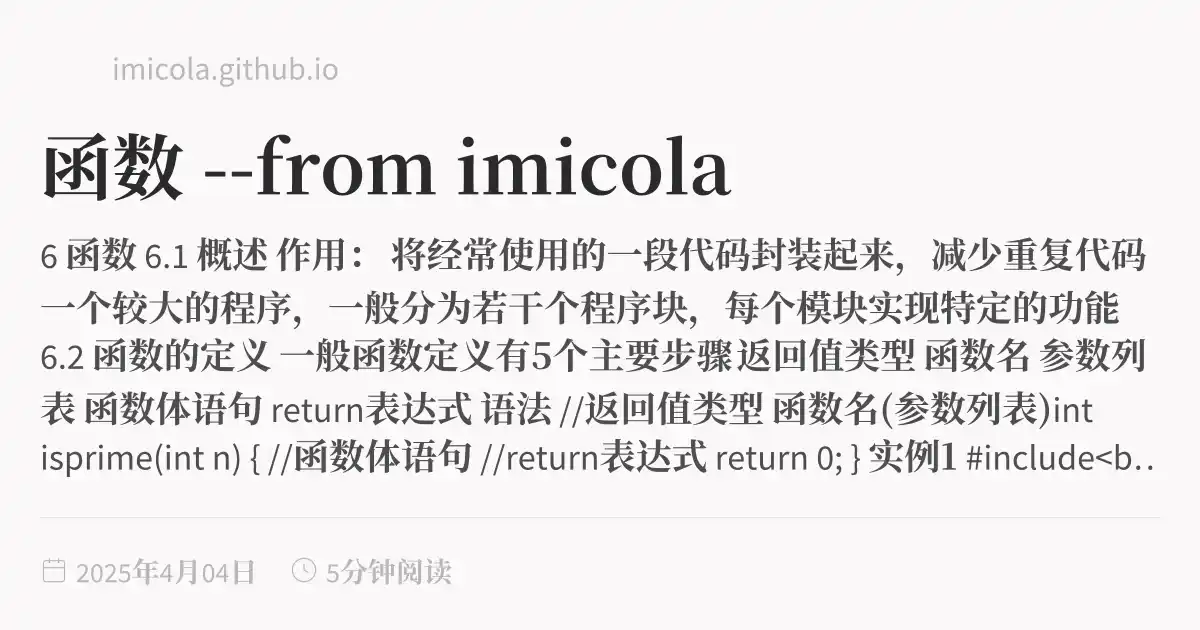 imicola.github.io
函数 --from imicola
6 函数 6.1 概述 作用： 将经常使用的一段代码封装起来，减少重复代码
一个较大的程序，一般分为若干个程序块，每个模块实现特定的功能
6.2 函数的定义 一般函数定义有5个主要步骤返回值类型 函数名 参数列
表 函数体语句 return表达式 语法 //返回值类型 函数名(参数列表)int
isprime(int n) { //函数体语句 //return表达式 return 0; } 实例1 #include<b…
2025年4月04日 5分钟阅读